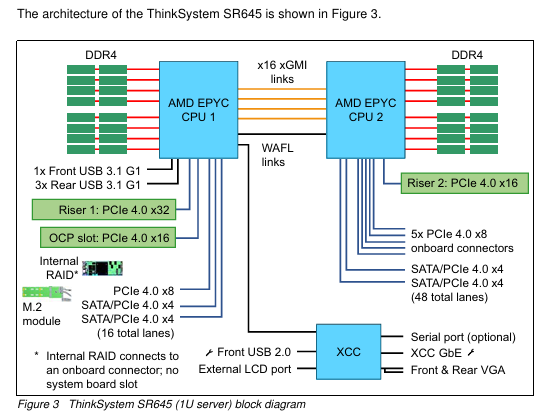 The architecture of the ThinkSystem SR645 is shown in Figure 3.
DDR4
x16 xGMI
links
DDR4
AMD EPYC
CPU 1
AMD EPYC
CPU 2
WAFL
links
1x Front USB 3.1 G1
3x Rear USB 3.1 G1
Riser 2: PCIe 4.0 x16
Riser 1: PCIe 4.0 x32
OCP slot: PCIe 4.0 x16
5x PCIe 4.0 x8
onboard connectors
Internal
RAID*
SATA/PCIe 4.0 x4
SATA/PCIe 4.0 x4
(48 total lanes)
M.2
module
PCIe 4.0 x8
SATA/PCIe 4.0 x4
SATA/PCIe 4.0 x4
(16 total lanes)
* Internal RAID connects to
an onboard connector; no
system board slot
Front USB 2.0
External LCD port
XCC
Serial port (optional)
XCC GbE
Front & Rear VGA
Figure 3 ThinkSystem SR645 (1U server) block diagram